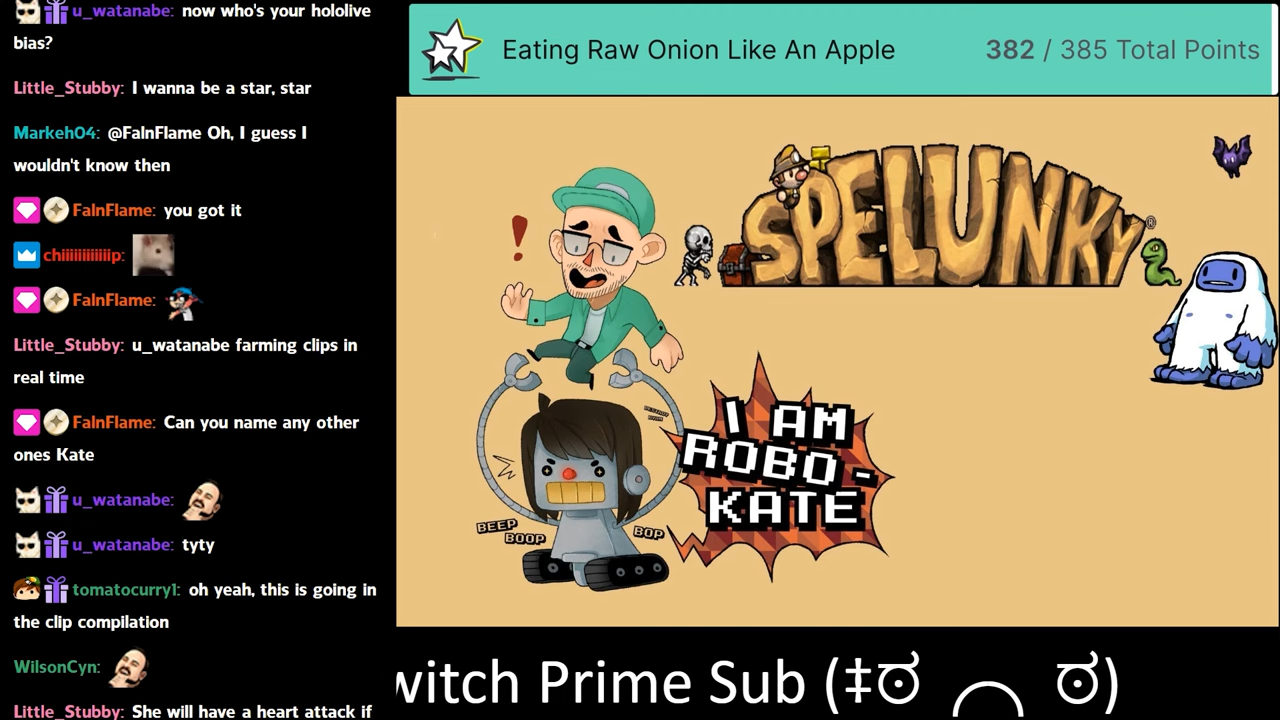 u_watanabe: now who's your hololive
bias?
Little_Stubby: I wanna be a star, star
Markeh04: @FalnFlame Oh, I guess I
wouldn't know then
FalnFlame: you got it
chiiiiiiiiiiip:
FalnFlame:
Little_Stubby: u_watanabe farming clips in
real time
FalnFlame: Can you name any other
ones Kate
u_watanabe:
u_watanabe: tyty
tomatocurry1: oh yeah, this is going in
the clip compilation
WilsonCyn:
Little_Stubby: She will have a heart attack if
Eating Raw Onion Like An Apple
382 / 385 Total Points
SPELUNKY®
!
I AM
ROBO-
KATE
BEEP
BOOP
BOP
witch Prime Sub (‡ಠ ⌒ ಠ)